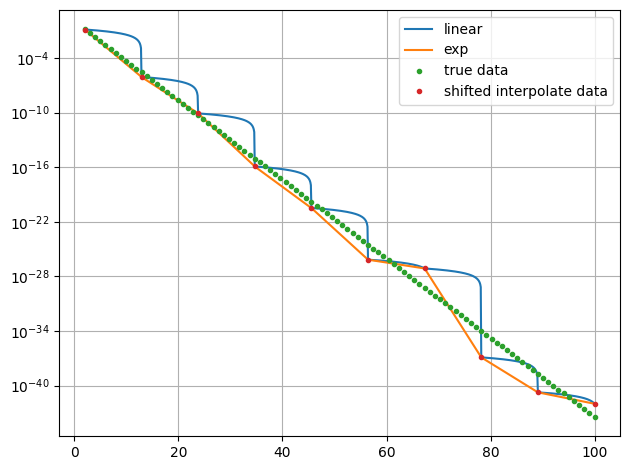 linear
exp
true data
shifted interpolate data
10⁻⁴
10⁻¹⁰
10⁻¹⁶
10⁻²²
10⁻²⁸
10⁻³⁴
10⁻⁴⁰
0 20 40 60 80 100